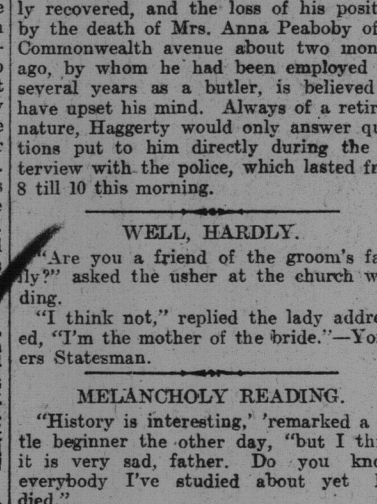 ly recovered, and the loss of his posit
by the death of Mrs. Anna Peaboby of
Commonwealth avenue about two mon
ago, by whom he had been employed
several years as a butler, is believed
have upset his mind. Always of a retir
nature, Haggerty would only answer qu
tions put to him directly during the
terview with the police, which lasted fr
8 till 10 this morning.
WELL, HARDLY.
"Are you a friend of the groom's fa
ily?" asked the usher at the church w
ding.
"I think not," replied the lady addre
ed, "I'm the mother of the bride."—Yo
ers Statesman.
MELANCHOLY READING.
"History is interesting,' 'remarked a
tle beginner the other day, "but I th
it is very sad, father. Do you kno
everybody I've studied about yet
died."